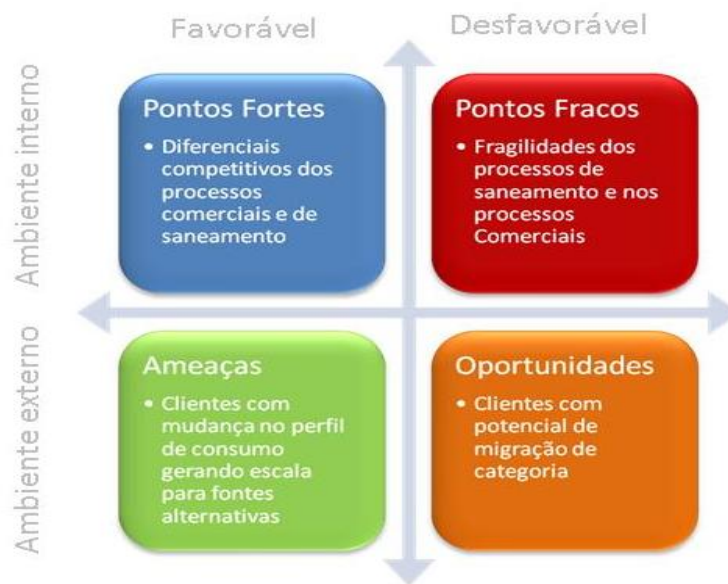 Favorável
Desfavorável
Ambiente interno
Pontos Fortes
• Diferenciais
competitivos dos
processos
comerciais e de
saneamento
Pontos Fracos
• Fragilidades dos
processos de
saneamento e nos
processos
Comerciais
Ambiente externo
Ameaças
• Clientes com
mudança no perfil
de consumo
gerando escala
para fontes
alternativas
Oportunidades
• Clientes com
potencial de
migração de
categoria